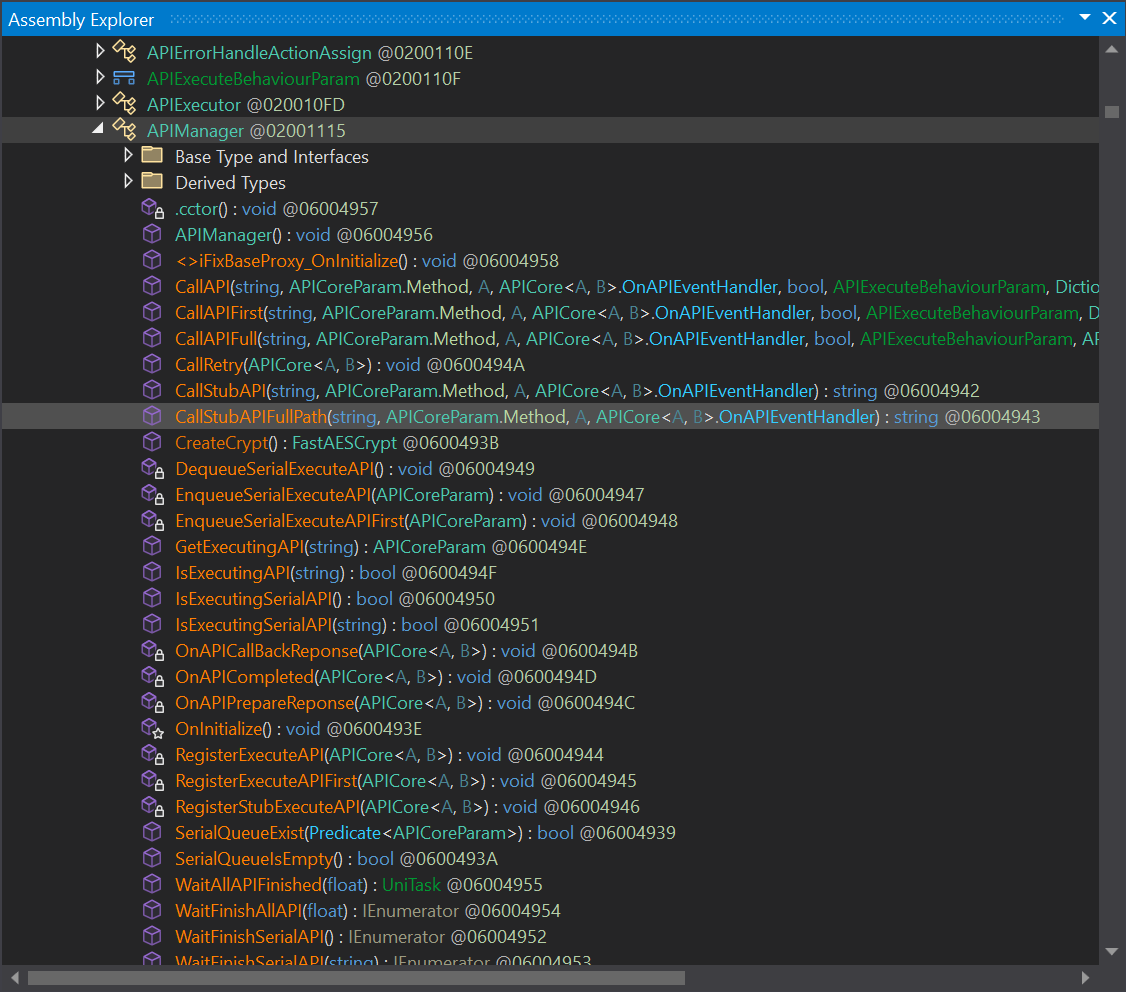 Assembly Explorer
APIErrorHandleActionAssign @0200110E
APIExecuteBehaviourParam @0200110F
APIExecutor @020010FD
APIManager @02001115
Base Type and Interfaces
Derived Types
.cctor() : void @06004957
APIManager() : void @06004956
<>iFixBaseProxy_OnInitialize() : void @06004958
CallAPI(string, APICoreParam.Method, A, APICore<A, B>.OnAPIEventHandler, bool, APIExecuteBehaviourParam, Dictio
CallAPIFirst(string, APICoreParam.Method, A, APICore<A, B>.OnAPIEventHandler, bool, APIExecuteBehaviourParam, D
CallAPIFull(string, APICoreParam.Method, A, APICore<A, B>.OnAPIEventHandler, bool, APIExecuteBehaviourParam, AP
CallRetry(APICore<A, B>) : void @0600494A
CallStubAPI(string, APICoreParam.Method, A, APICore<A, B>.OnAPIEventHandler) : string @06004942
CallStubAPIFullPath(string, APICoreParam.Method, A, APICore<A, B>.OnAPIEventHandler) : string @06004943
CreateCrypt() : FastAESCrypt @0600493B
DequeueSerialExecuteAPI() : void @06004949
EnqueueSerialExecuteAPI(APICoreParam) : void @06004947
EnqueueSerialExecuteAPIFirst(APICoreParam) : void @06004948
GetExecutingAPI(string) : APICoreParam @0600494E
IsExecutingAPI(string) : bool @0600494F
IsExecutingSerialAPI() : bool @06004950
IsExecutingSerialAPI(string) : bool @06004951
OnAPICallBackReponse(APICore<A, B>) : void @0600494B
OnAPICompleted(APICore<A, B>) : void @0600494D
OnAPIPrepareReponse(APICore<A, B>) : void @0600494C
OnInitialize() : void @0600493E
RegisterExecuteAPI(APICore<A, B>) : void @06004944
RegisterExecuteAPIFirst(APICore<A, B>) : void @06004945
RegisterStubExecuteAPI(APICore<A, B>) : void @06004946
SerialQueueExist(Predicate<APICoreParam>) : bool @06004939
SerialQueueIsEmpty() : bool @0600493A
WaitAllAPIFinished(float) : UniTask @06004955
WaitFinishAllAPI(float) : IEnumerator @06004954
WaitFinishSerialAPI() : IEnumerator @06004952
WaitFinishSerialAPI(string) : IEnumerator @06004953